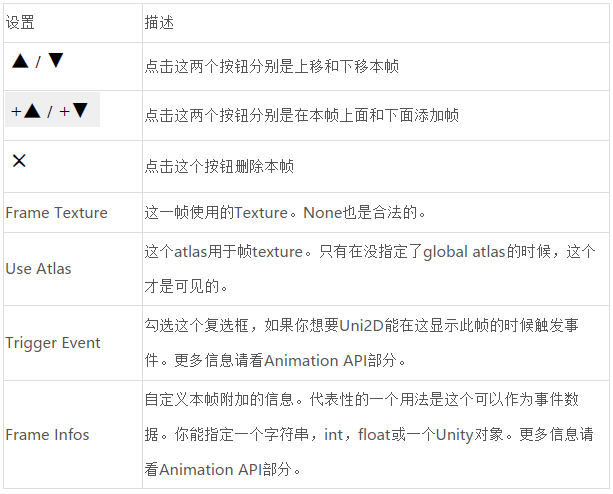 设置 描述
▲ / ▼ 点击这两个按钮分别是上移和下移本帧
+▲ / +▼ 点击这两个按钮分别是在本帧上面和下面添加帧
× 点击这个按钮删除本帧
Frame Texture 这一帧使用的Texture。None也是合法的。
Use Atlas 这个atlas用于帧texture。只有在没指定了global atlas的时候，这个
才是可见的。
Trigger Event 勾选这个复选框，如果你想要Uni2D能在这显示此帧的时候触发事
件。更多信息请看Animation API部分。
Frame Infos 自定义本帧附加的信息。代表性的一个用法是这个可以作为事件数
据。你能指定一个字符串，int，float或一个Unity对象。更多信息请
看Animation API部分。